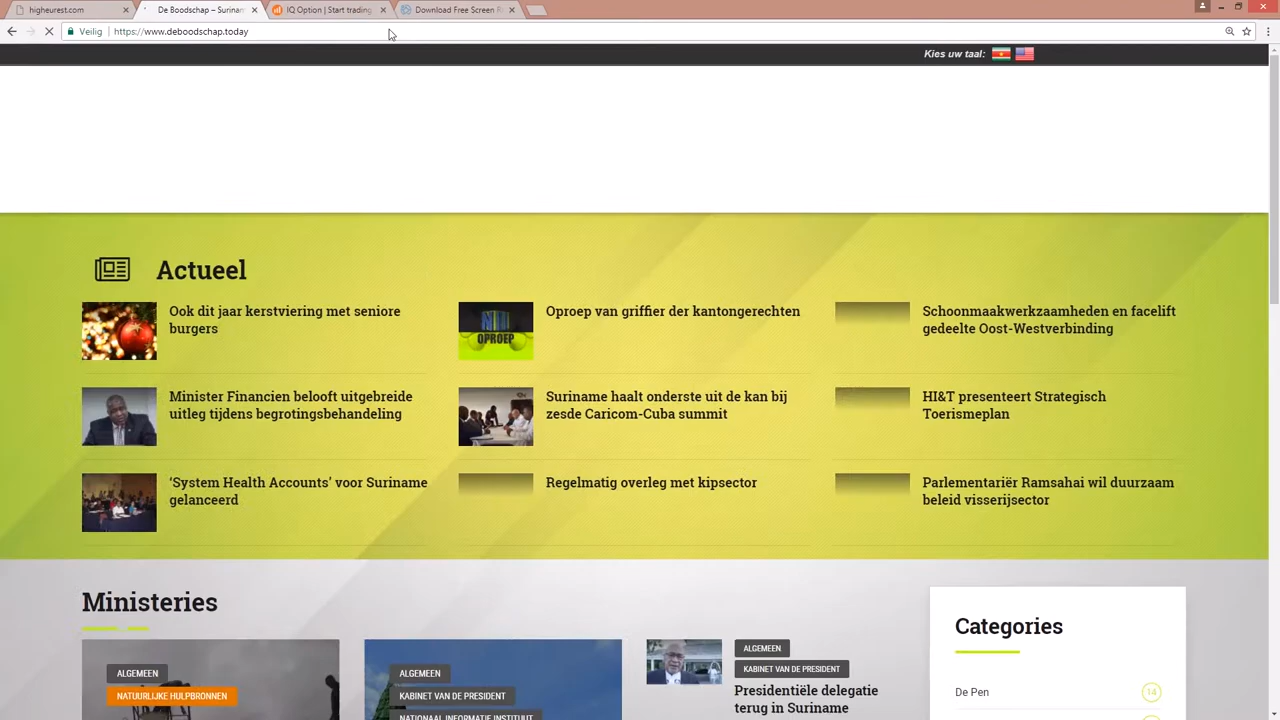 higheurest.com
De Boodschap – Surinam
IQ Option | Start trading
Download Free Screen R
Veilig
https://www.deboodschap.today
Kies uw taal:
Actueel
Ook dit jaar kerstviering met seniore
burgers
Oproep van griffier der kantongerechten
OPROEP
Schoonmaakwerkzaamheden en facelift
gedeelte Oost-Westverbinding
Minister Financien belooft uitgebreide
uitleg tijdens begrotingsbehandeling
Suriname haalt onderste uit de kan bij
zesde Caricom-Cuba summit
HI&T presenteert Strategisch
Toerismeplan
‘System Health Accounts’ voor Suriname
gelanceerd
Regelmatig overleg met kipsector
Parlementariër Ramsahai wil duurzaam
beleid visserijsector
Ministeries
Categories
ALGEMEEN
NATUURLIJKE HULPBRONNEN
ALGEMEEN
KABINET VAN DE PRESIDENT
NATIONAAL INFORMATIE INSTITUUT
ALGEMEEN
KABINET VAN DE PRESIDENT
Presidentiële delegatie
terug in Suriname
De Pen
14